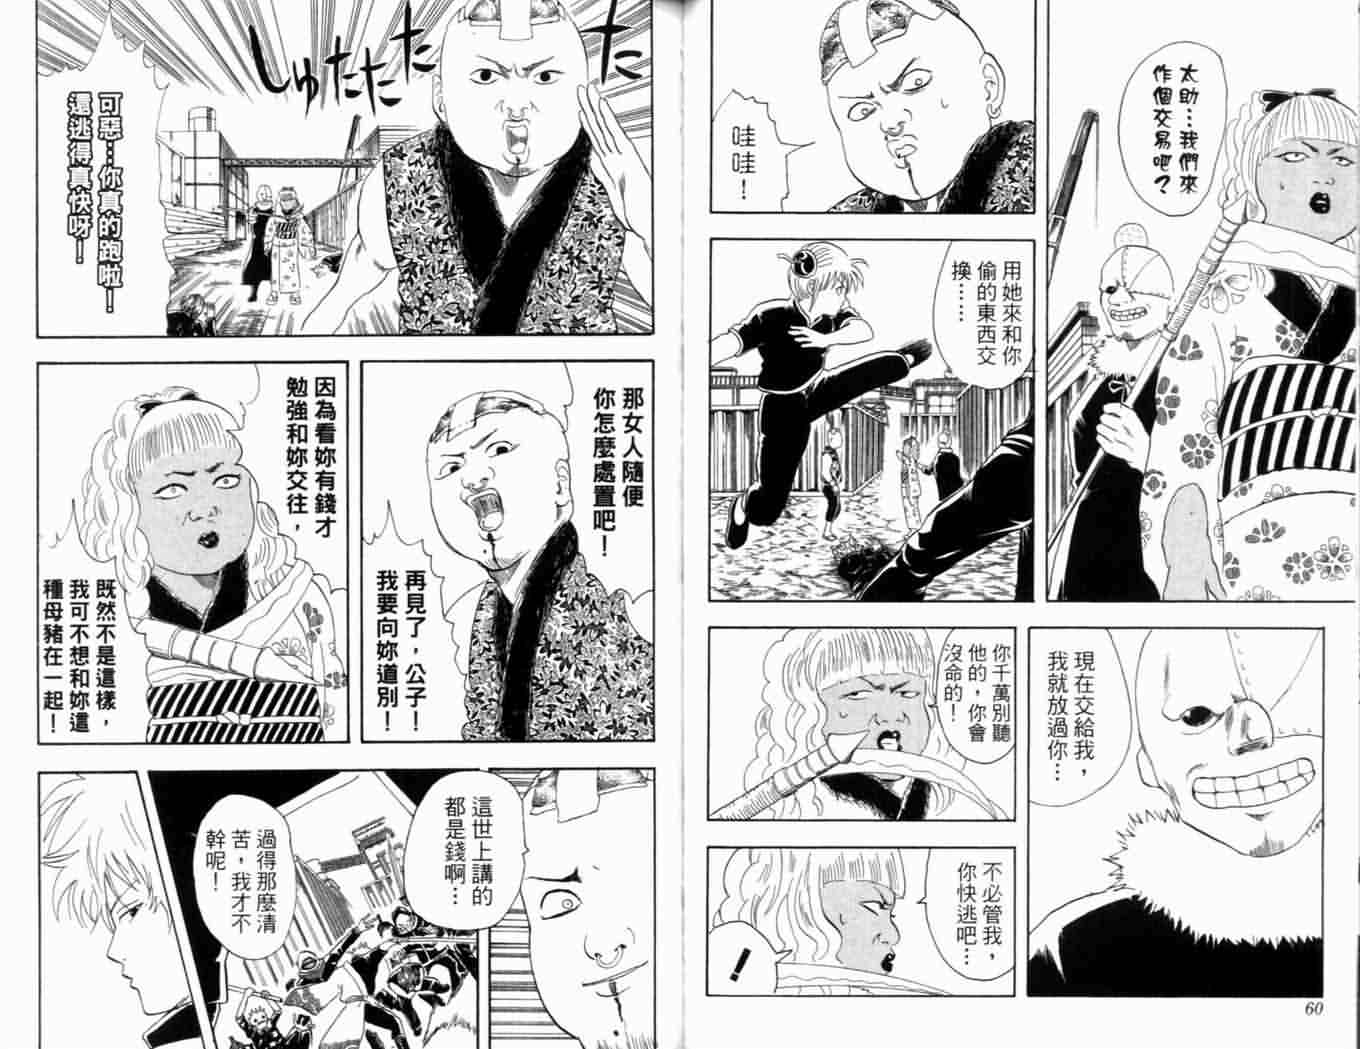 太助…我們來
作個交易吧？
哇哇！
用她來和你
偷的東西交
換……
現在交給我，
我就放過你…
你千萬別聽
他的，你會
沒命的！
不必管我，
你快逃吧…
！
60
しゅたたたた
可惡…你真的跑啦！
還逃得真快呀！
那女人隨便
你怎麼處置吧！
再見了，公子！
我要向妳道別！
因為看妳有錢才
勉強和妳交往，
既然不是這樣，
我可不想和妳這
種母豬在一起！
這世上講的
都是錢啊…
過得那麼清
苦，我才不
幹呢！